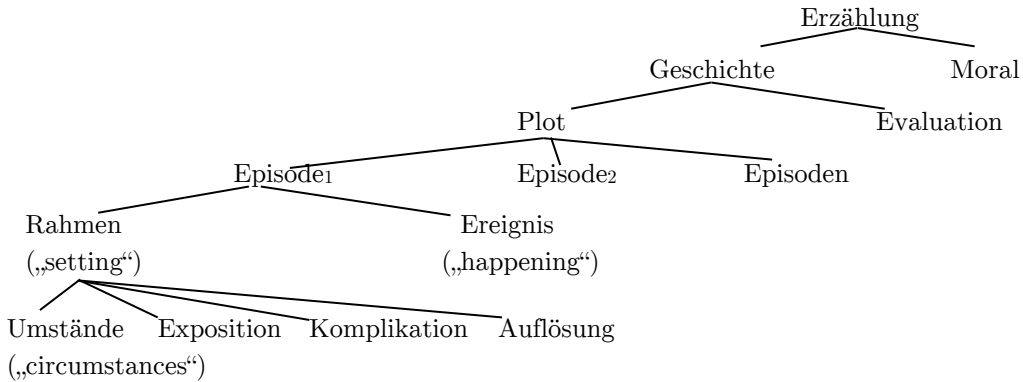 Erzählung
Geschichte Moral
Plot Evaluation
Episode₁ Episode₂ Episoden
Rahmen Ereignis
(„setting“) („happening“)
Umstände Exposition Komplikation Auflösung
(„circumstances“)